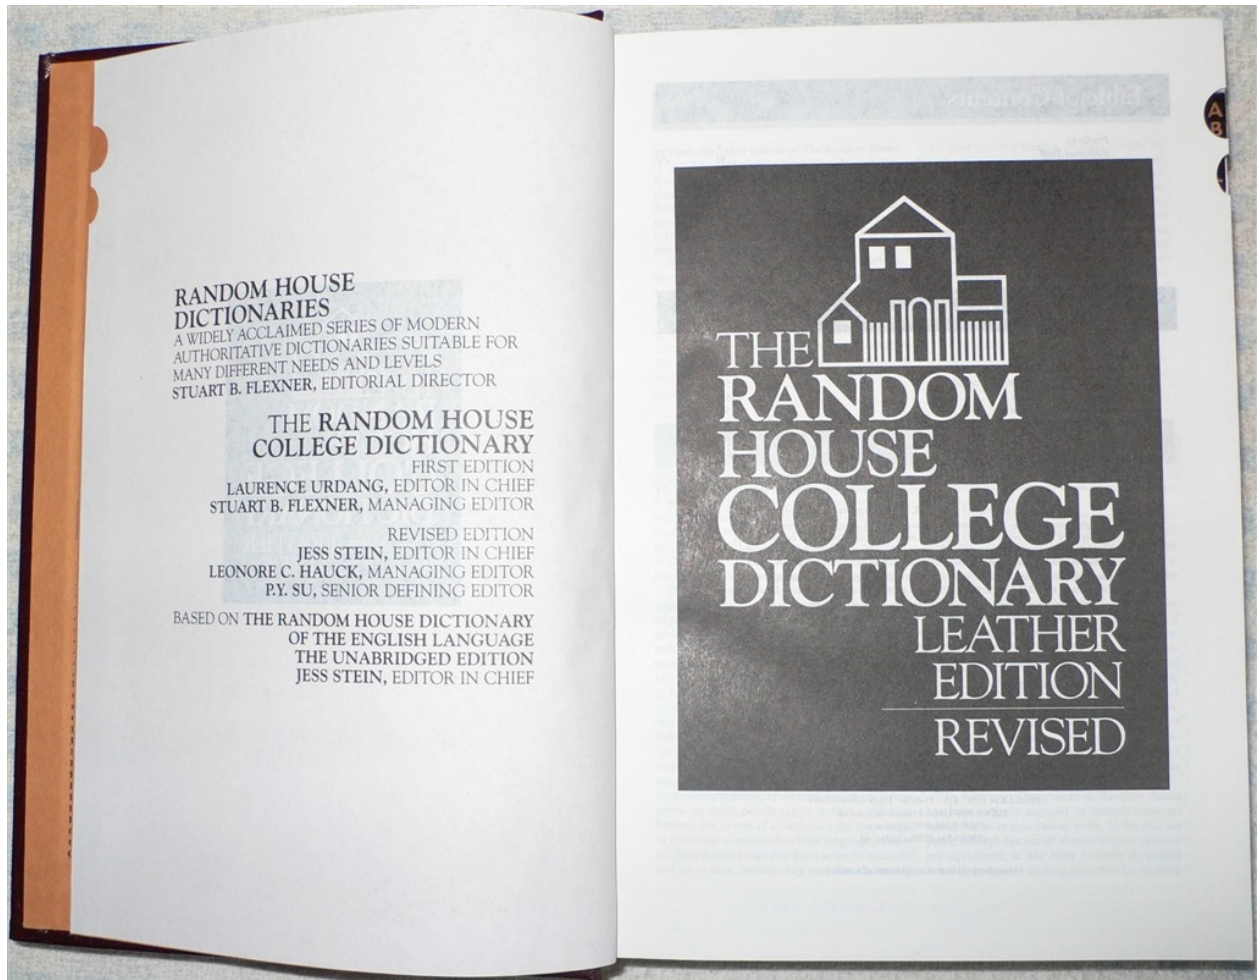 RANDOM HOUSE
DICTIONARIES
A WIDELY ACCLAIMED SERIES OF MODERN
AUTHORITATIVE DICTIONARIES SUITABLE FOR
MANY DIFFERENT NEEDS AND LEVELS
STUART B. FLEXNER, EDITORIAL DIRECTOR
THE RANDOM HOUSE
COLLEGE DICTIONARY
FIRST EDITION
LAURENCE URDANG, EDITOR IN CHIEF
STUART B. FLEXNER, MANAGING EDITOR
REVISED EDITION
JESS STEIN, EDITOR IN CHIEF
LEONORE C. HAUCK, MANAGING EDITOR
P.Y. SU, SENIOR DEFINING EDITOR
BASED ON THE RANDOM HOUSE DICTIONARY
OF THE ENGLISH LANGUAGE
THE UNABRIDGED EDITION
JESS STEIN, EDITOR IN CHIEF
THE
RANDOM
HOUSE
COLLEGE
DICTIONARY
LEATHER
EDITION
REVISED
A
B